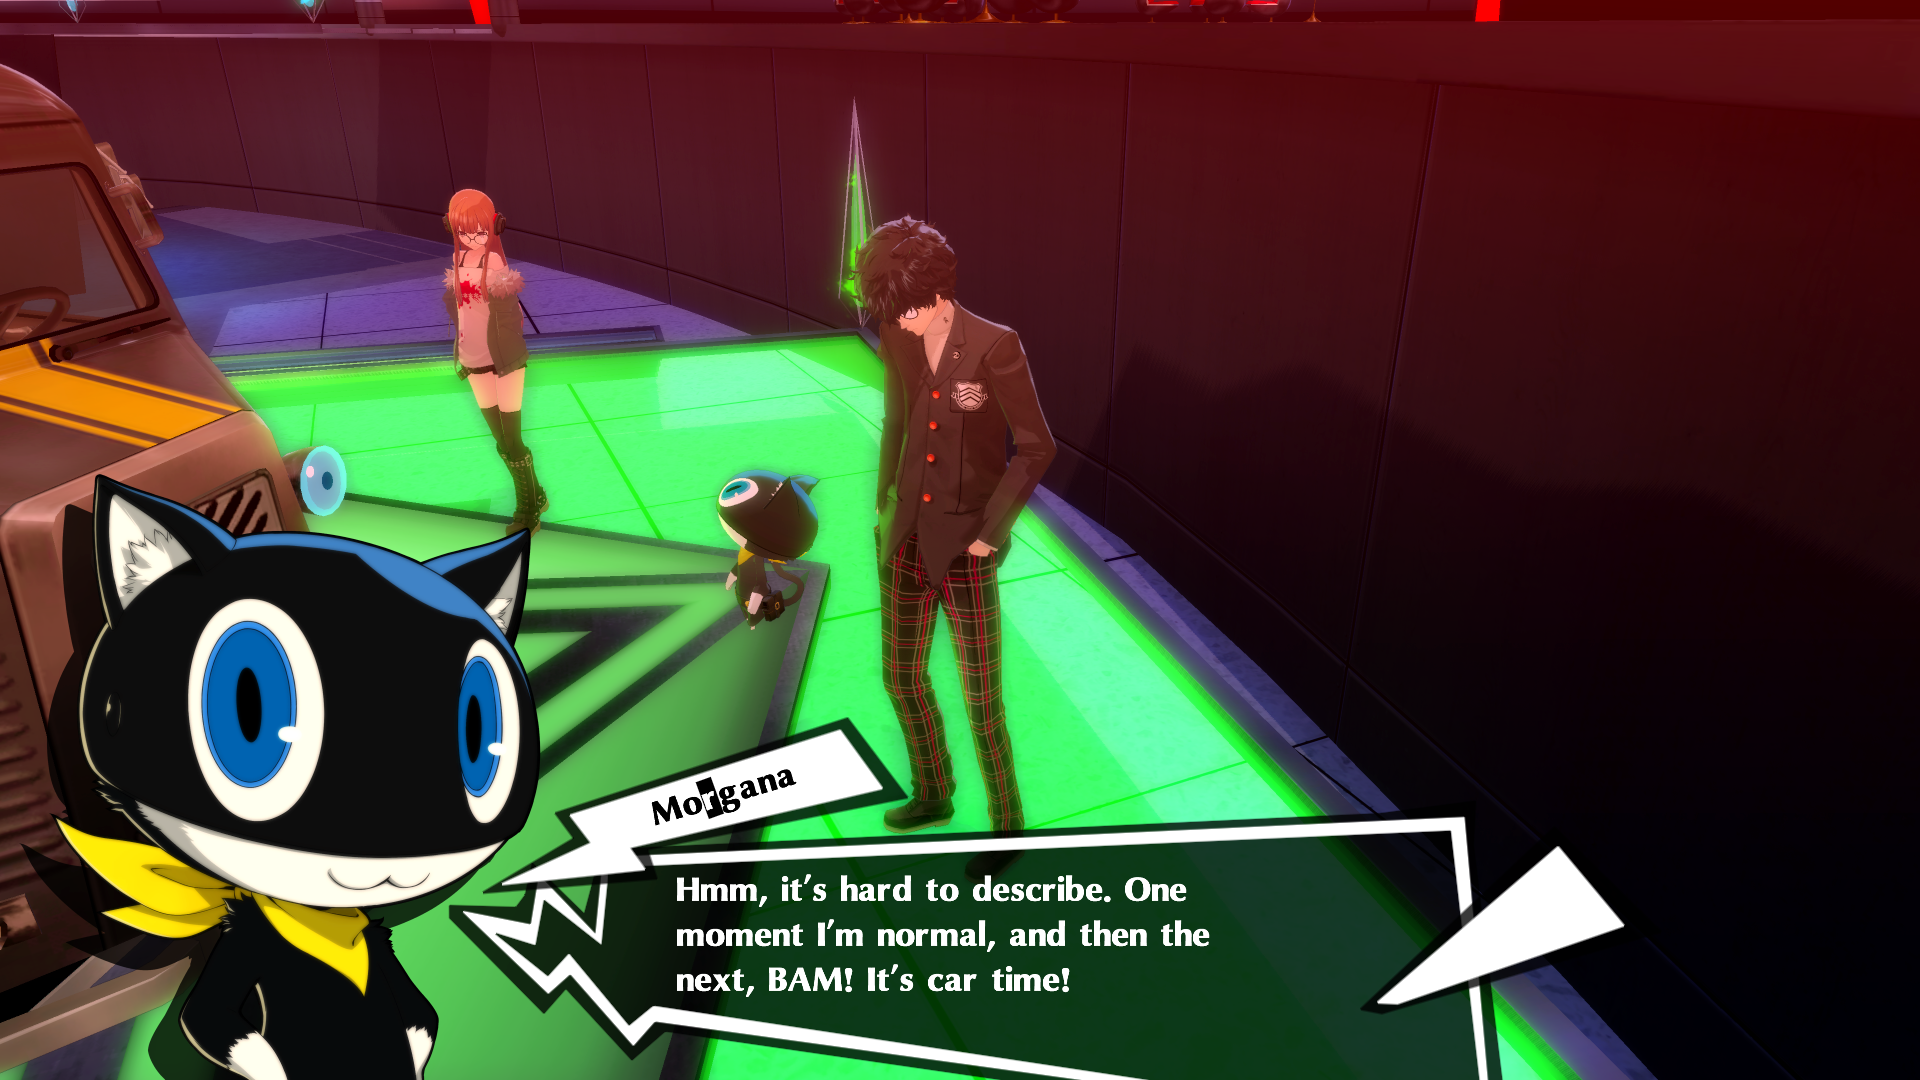 Morgana
Hmm, it's hard to describe. One
moment I'm normal, and then the
next, BAM! It's car time!